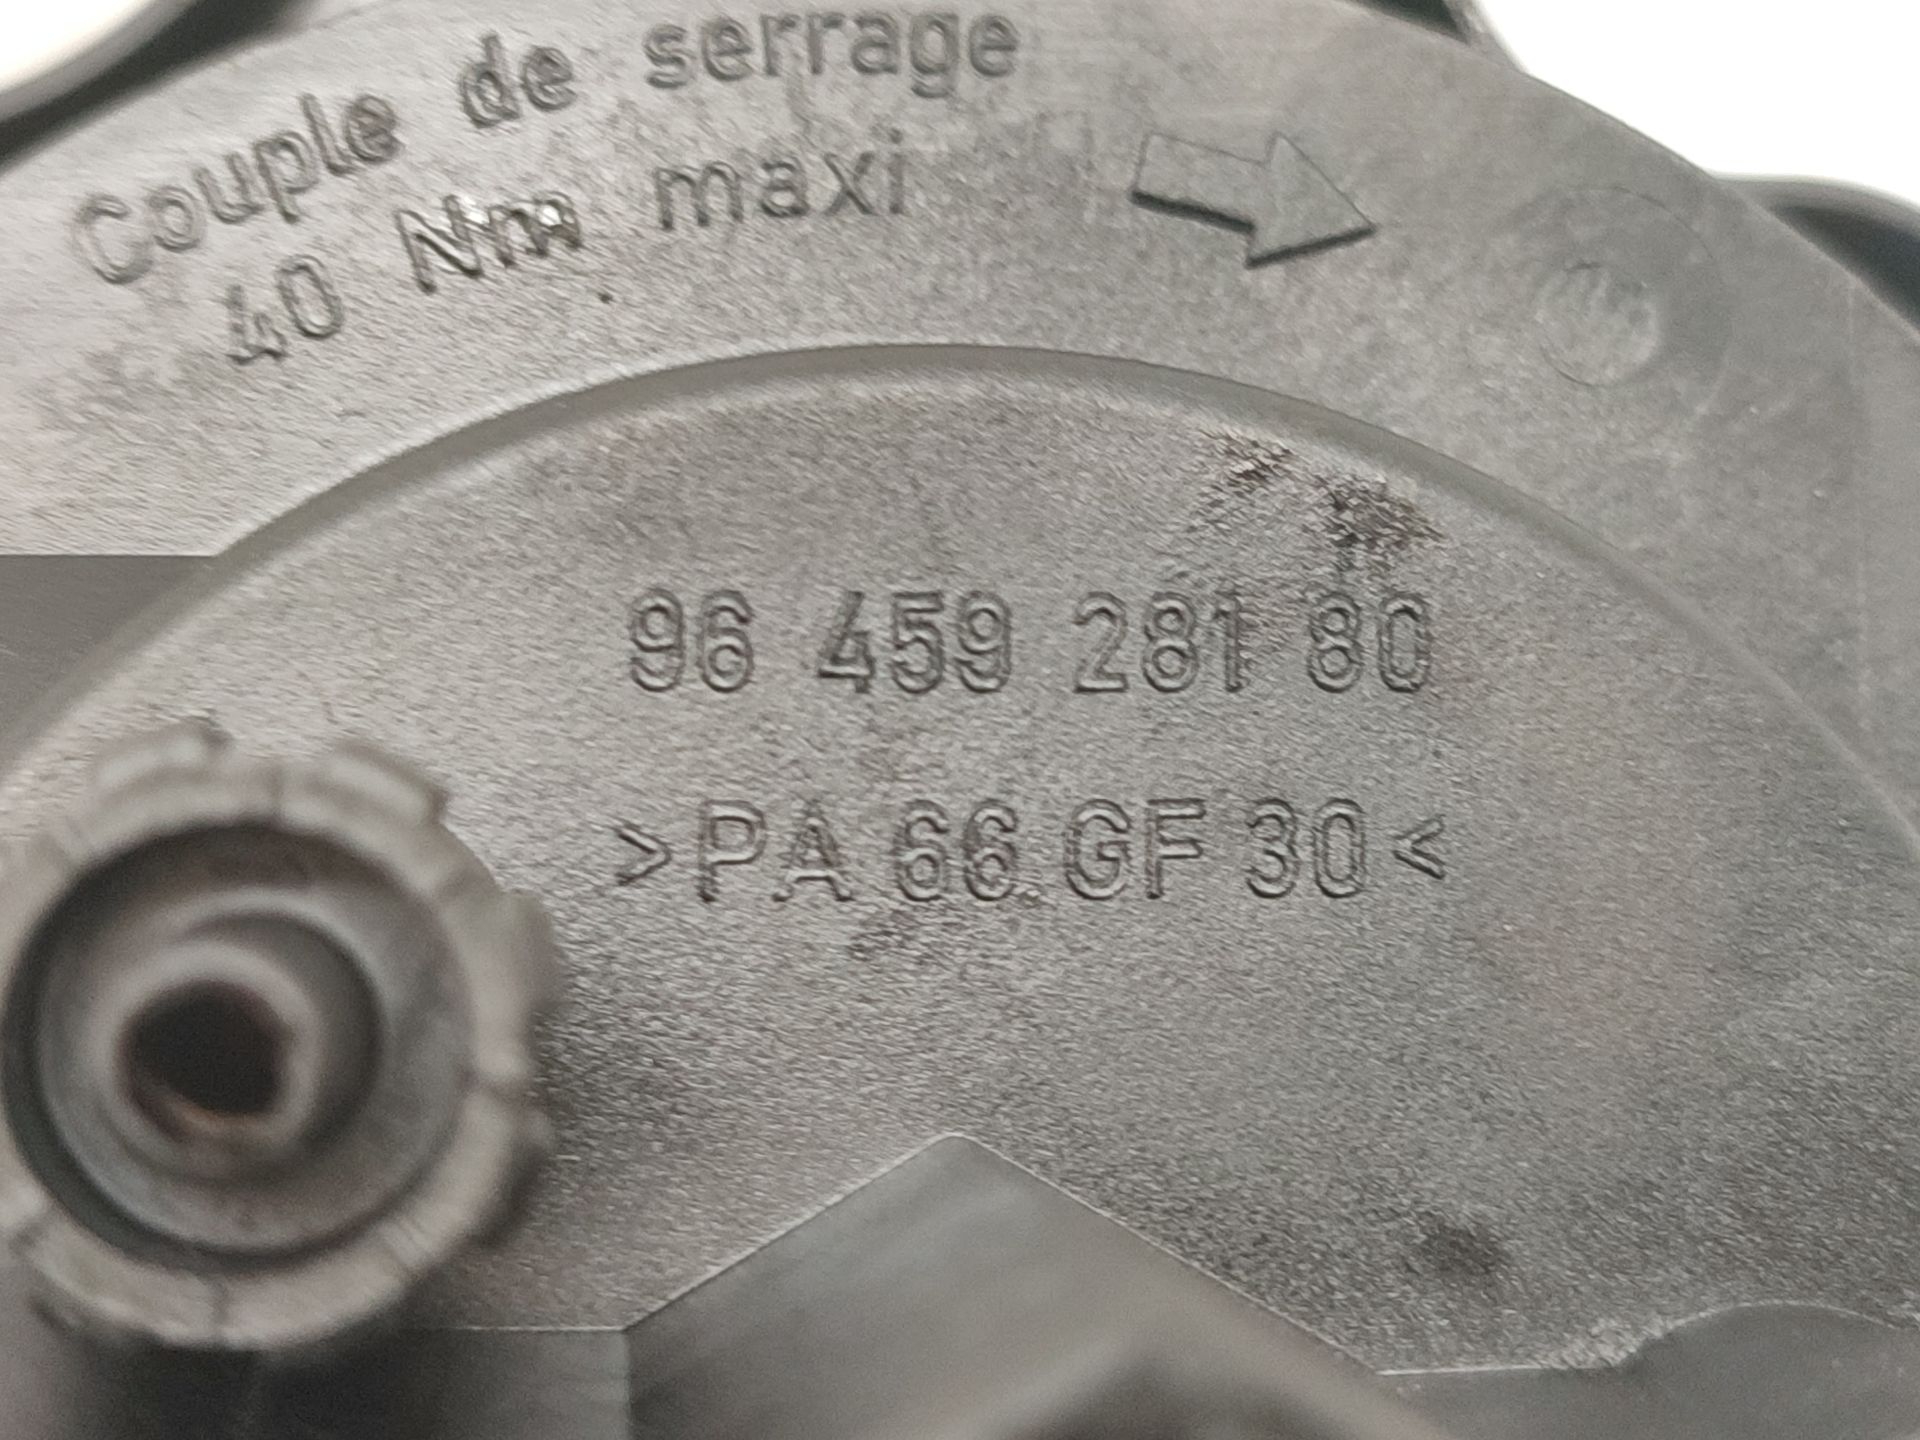 Couple de serrage
40 Nm maxi
96 459 281 80
>PA 66 GF 30<